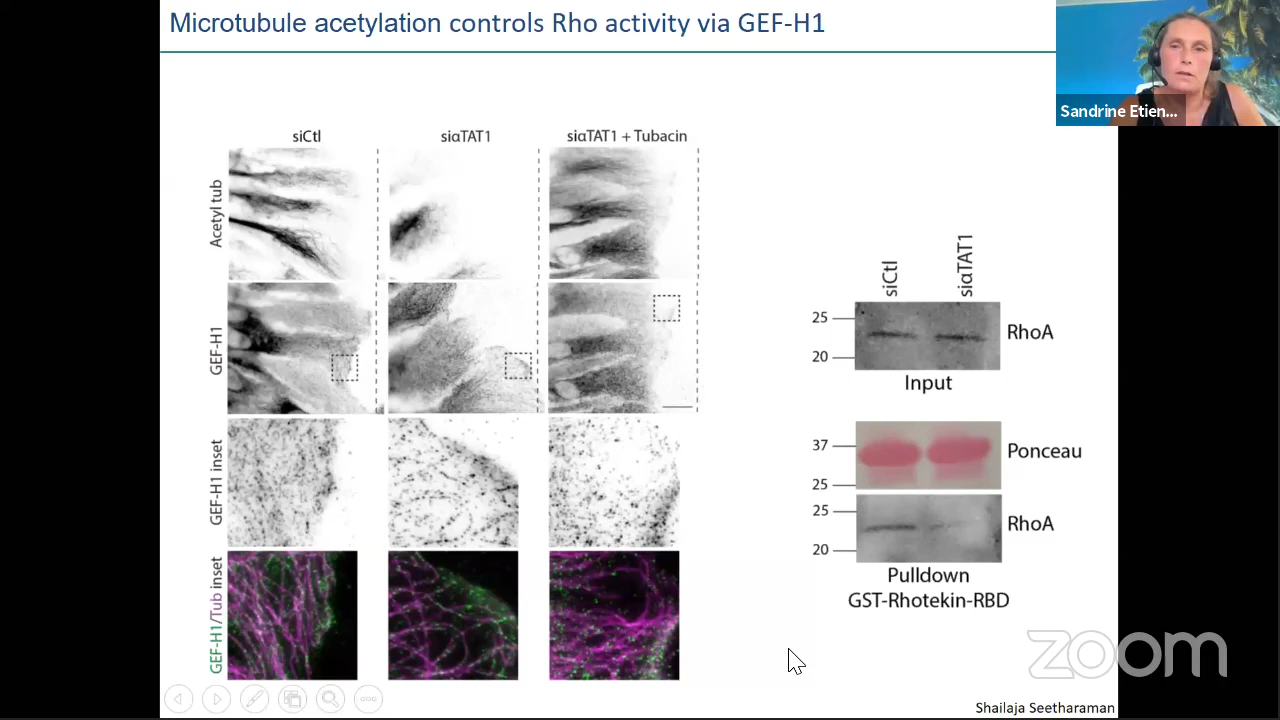 Microtubule acetylation controls Rho activity via GEF-H1
Sandrine Etien...
siCtl
siαTAT1
siαTAT1 + Tubacin
Acetyl tub
GEF-H1
GEF-H1 inset
GEF-H1/Tub inset
siCtl
siαTAT1
25
20
RhoA
Input
37
25
Ponceau
25
20
RhoA
Pulldown
GST-Rhotekin-RBD
zoom
Shailaja Seetharaman